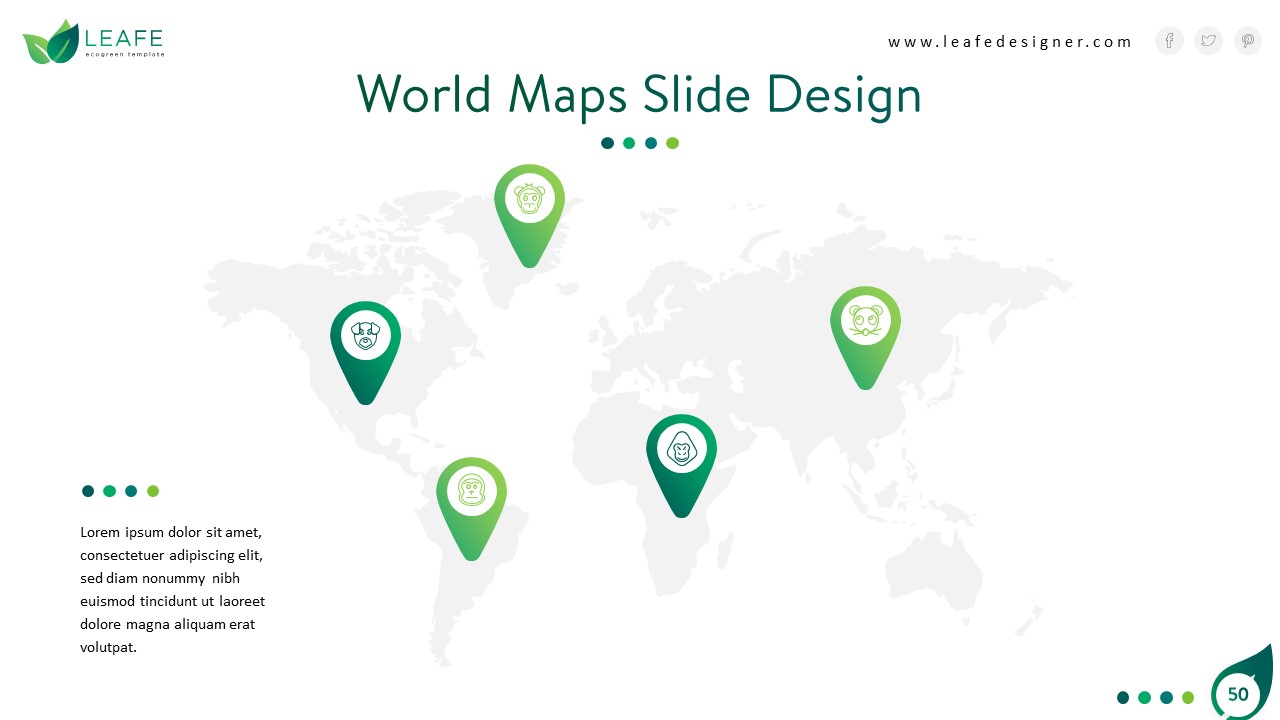 LEAFE
ecogreen template
www.leafedesigner.com
World Maps Slide Design
Lorem ipsum dolor sit amet,
consectetuer adipiscing elit,
sed diam nonummy nibh
euismod tincidunt ut laoreet
dolore magna aliquam erat
volutpat.
50